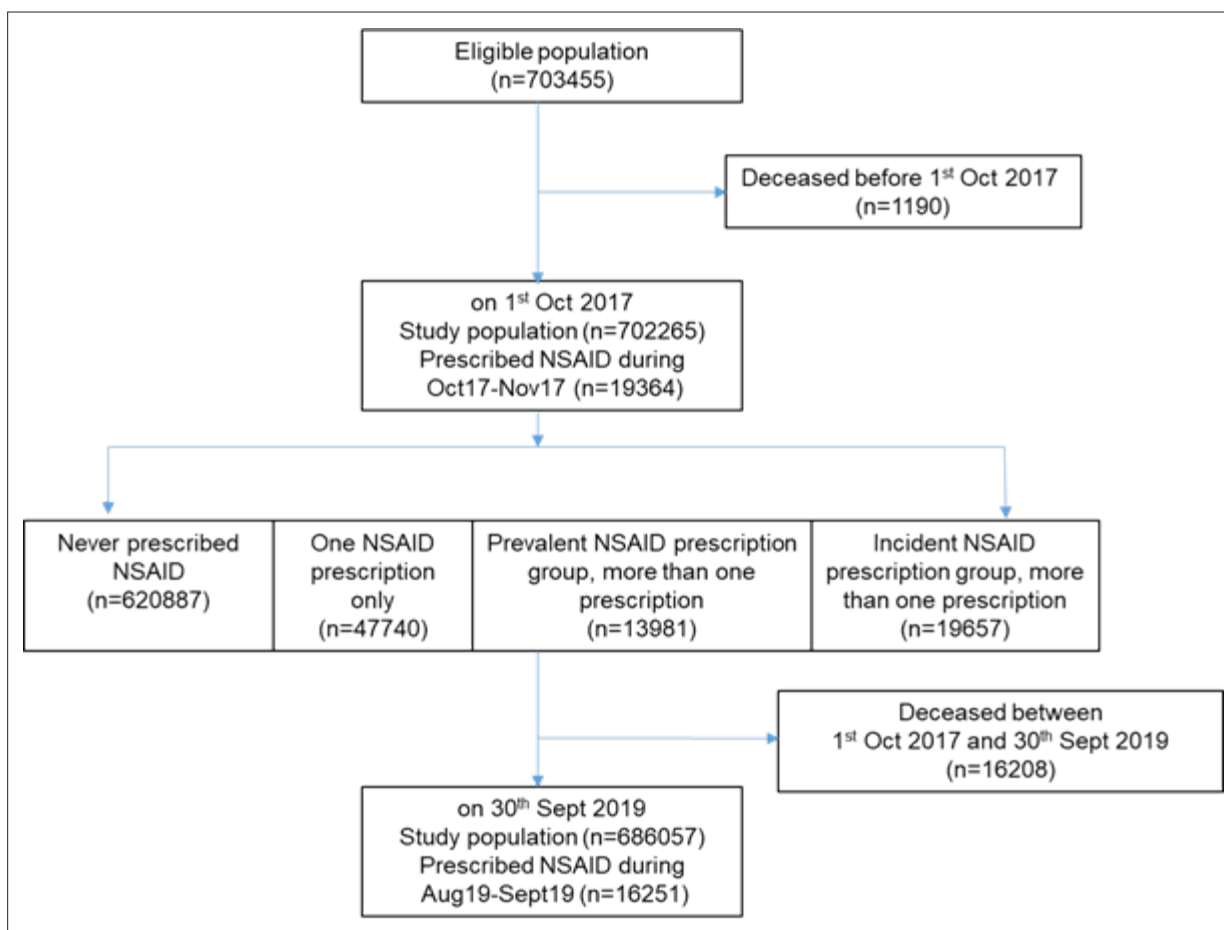 Eligible population
(n=703455)
Deceased before 1st Oct 2017
(n=1190)
on 1st Oct 2017
Study population (n=702265)
Prescribed NSAID during
Oct17-Nov17 (n=19364)
Never prescribed
NSAID
(n=620887)
One NSAID
prescription
only
(n=47740)
Prevalent NSAID prescription
group, more than one
prescription
(n=13981)
Incident NSAID
prescription group, more
than one prescription
(n=19657)
Deceased between
1st Oct 2017 and 30th Sept 2019
(n=16208)
on 30th Sept 2019
Study population (n=686057)
Prescribed NSAID during
Aug19-Sept19 (n=16251)